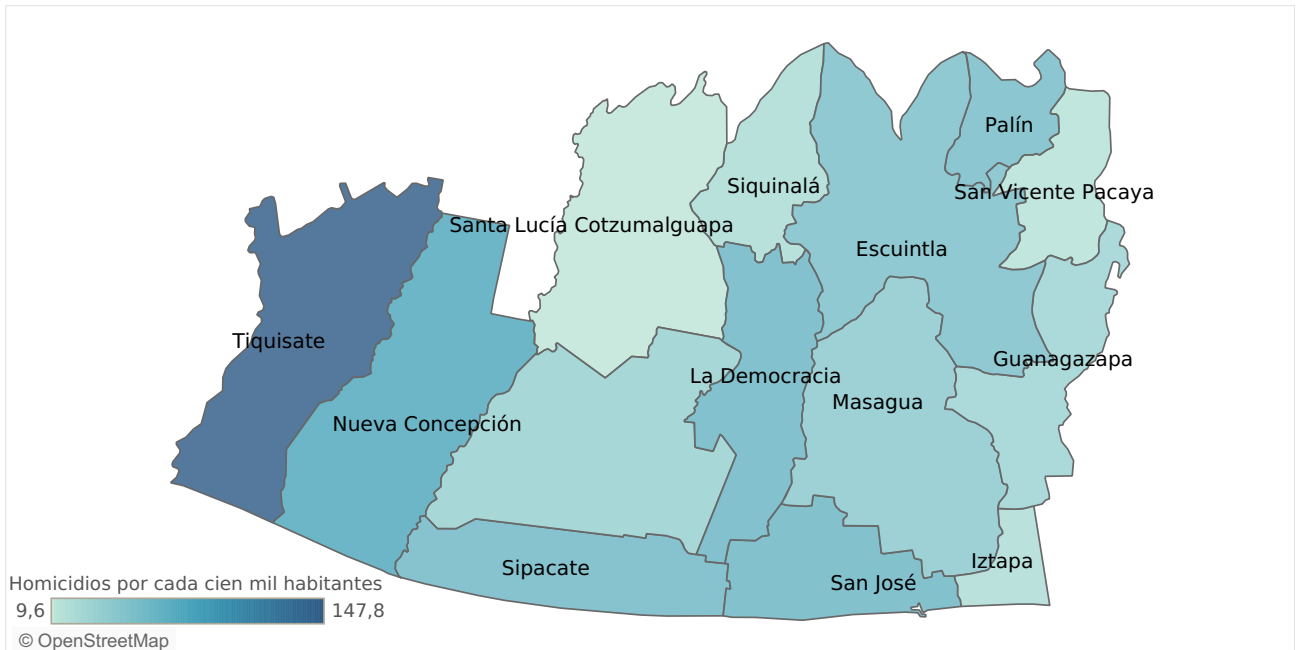 Palín
Siquinalá
San Vicente Pacaya
Santa Lucía Cotzumalguapa
Escuintla
Tiquisate
Guanagazapa
La Democracia
Masagua
Nueva Concepción
Iztapa
Sipacate
San José
Homicidios por cada cien mil habitantes
9,6
147,8
© OpenStreetMap